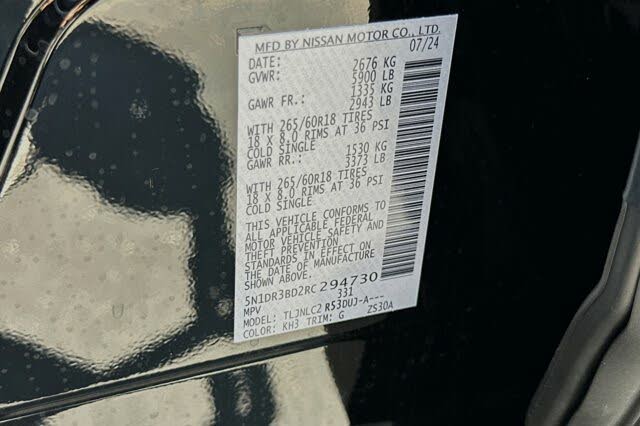 MFD BY NISSAN MOTOR CO., LTD.
DATE: 07/24
GVWR: 2676 KG
5900 LB
GAWR FR.: 1335 KG
2943 LB
WITH 265/60R18 TIRES
18 X 8.0 RIMS AT 36 PSI
COLD SINGLE
GAWR RR.: 1530 KG
3373 LB
WITH 265/60R18 TIRES
18 X 8.0 RIMS AT 36 PSI
COLD SINGLE
THIS VEHICLE CONFORMS TO
ALL APPLICABLE FEDERAL
MOTOR VEHICLE SAFETY AND
THEFT PREVENTION
STANDARDS IN EFFECT ON
THE DATE OF MANUFACTURE
SHOWN ABOVE.
5N1DR3BD2RC294730
MPV 331
MODEL: TLJNLC2 R53DUJ-A---
COLOR: KH3 TRIM: G ZS30A